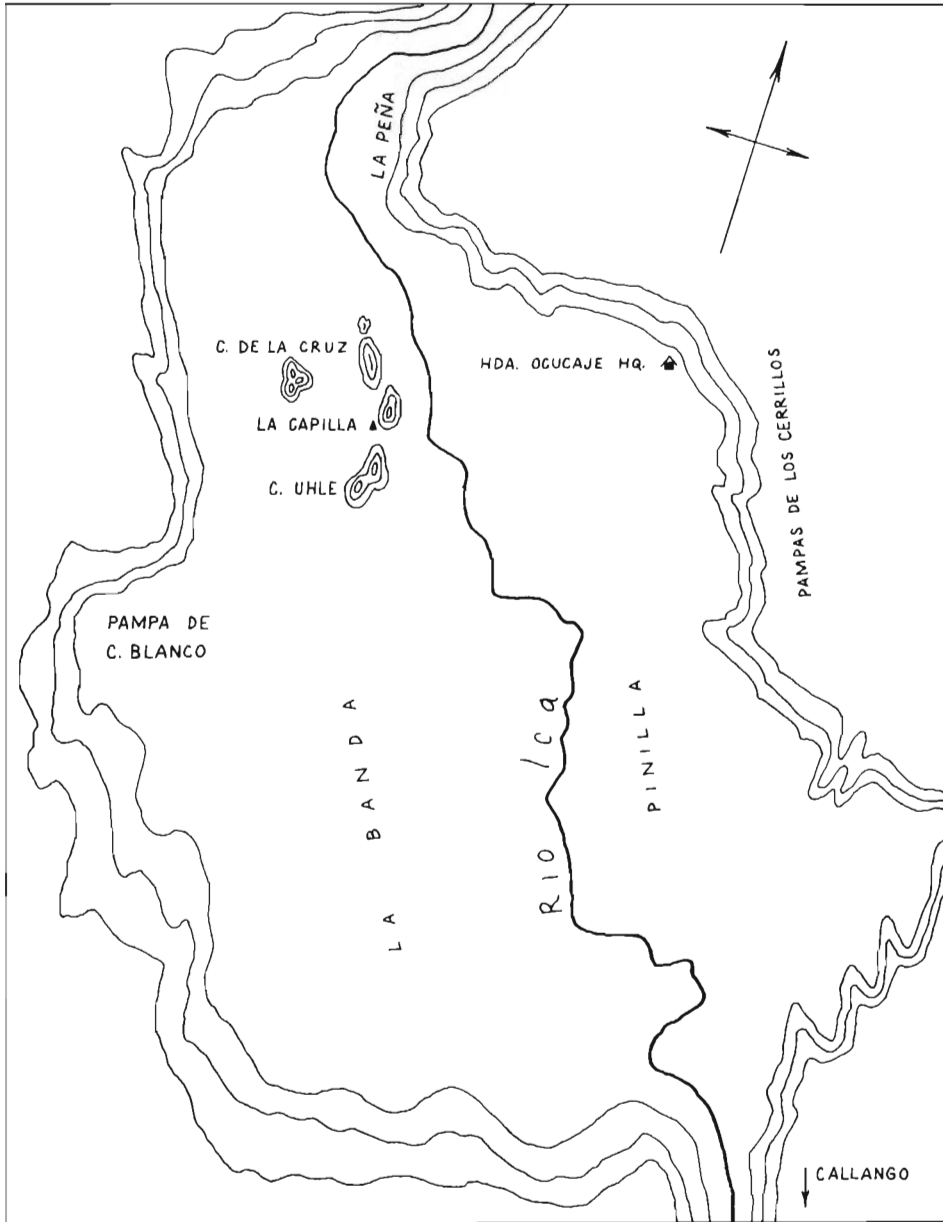 LA PEÑA
C. DE LA CRUZ
HDA. OCUCAJE HQ.
LA CAPILLA
C. UHLE
PAMPAS DE LOS CERRILLOS
PAMPA DE
C. BLANCO
LA BANDA
RIO Ica
PINILLA
CALLANGO